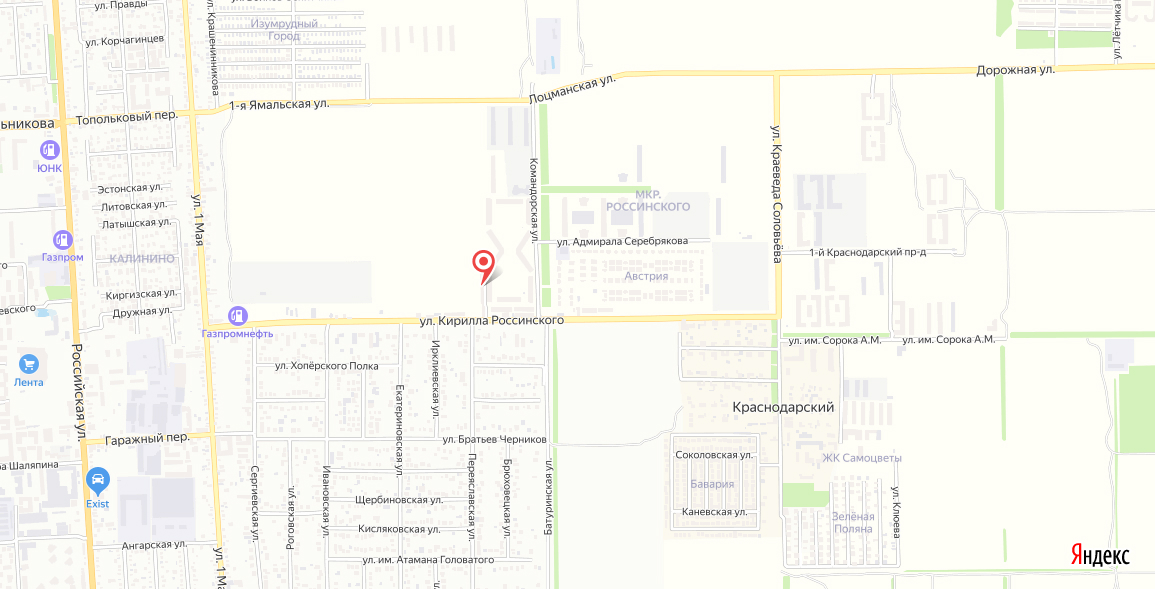 ул. Правды
ул. Крашенинникова
ул. Корчагинцев
Изумрудный
Город
ул. Лётчика
Дорожная ул.
Лоцманская ул.
1-я Ямальская ул.
Топольковый пер.
льникова
ЮНК
ул. 1 Мая
Эстонская ул.
Литовская ул.
Латышская ул.
Командорская ул.
ул. Краеведа Соловьёва
МКР.
РОССИНСКОГО
ул. Адмирала Серебрякова
1-й Краснодарский пр-д
Газпром
КАЛИНИНО
Австрия
Киргизская ул.
Дружная ул.
евского
Газпромнефть
ул. Кирилла Россинского
ул. им. Сорока А.М.
ул. им. Сорока А.М.
Российская ул.
Лента
ул. Хопёрского Полка
Ирклиевская ул.
Екатериновская ул.
Краснодарский
Гаражный пер.
ул. Братьев Черников
а Шаляпина
Соколовская ул.
ЖК Самоцветы
Exist
Сергиевская ул.
Роговская ул.
Ивановская ул.
Переяславская ул.
Брюховецкая ул.
Батуринская ул.
Щербиновская ул.
Бавария
Каневская ул.
ул. Клюева
Зелёная
Поляна
Кисляковская ул.
Ангарская ул.
ул. 1 Ма
ул. им. Атамана Головатого
ул.
Яндекс